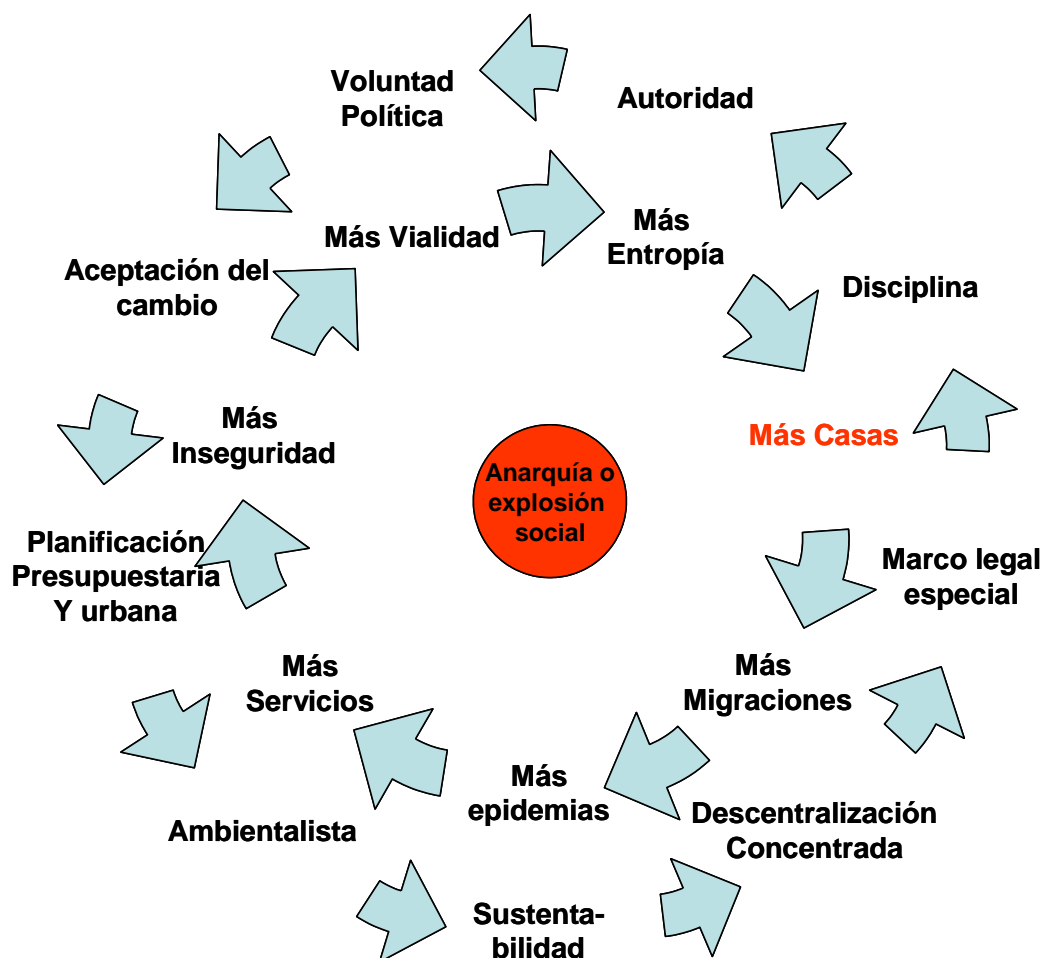 Voluntad
Política
Autoridad
Más Vialidad
Más
Entropía
Aceptación del
cambio
Disciplina
Más
Inseguridad
Más Casas
Anarquía o
explosión
social
Planificación
Presupuestaria
Y urbana
Marco legal
especial
Más
Servicios
Más
Migraciones
Más
epidemias
Ambientalista
Descentralización
Concentrada
Sustenta-
bilidad